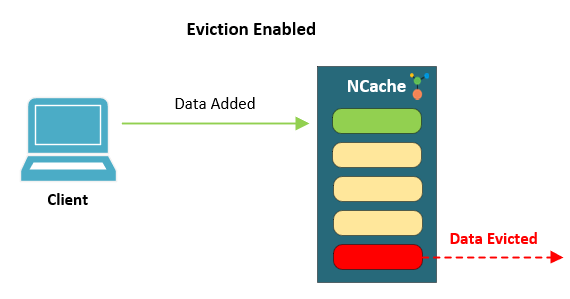 Eviction Enabled
NCache
Data Added
Client
Data Evicted